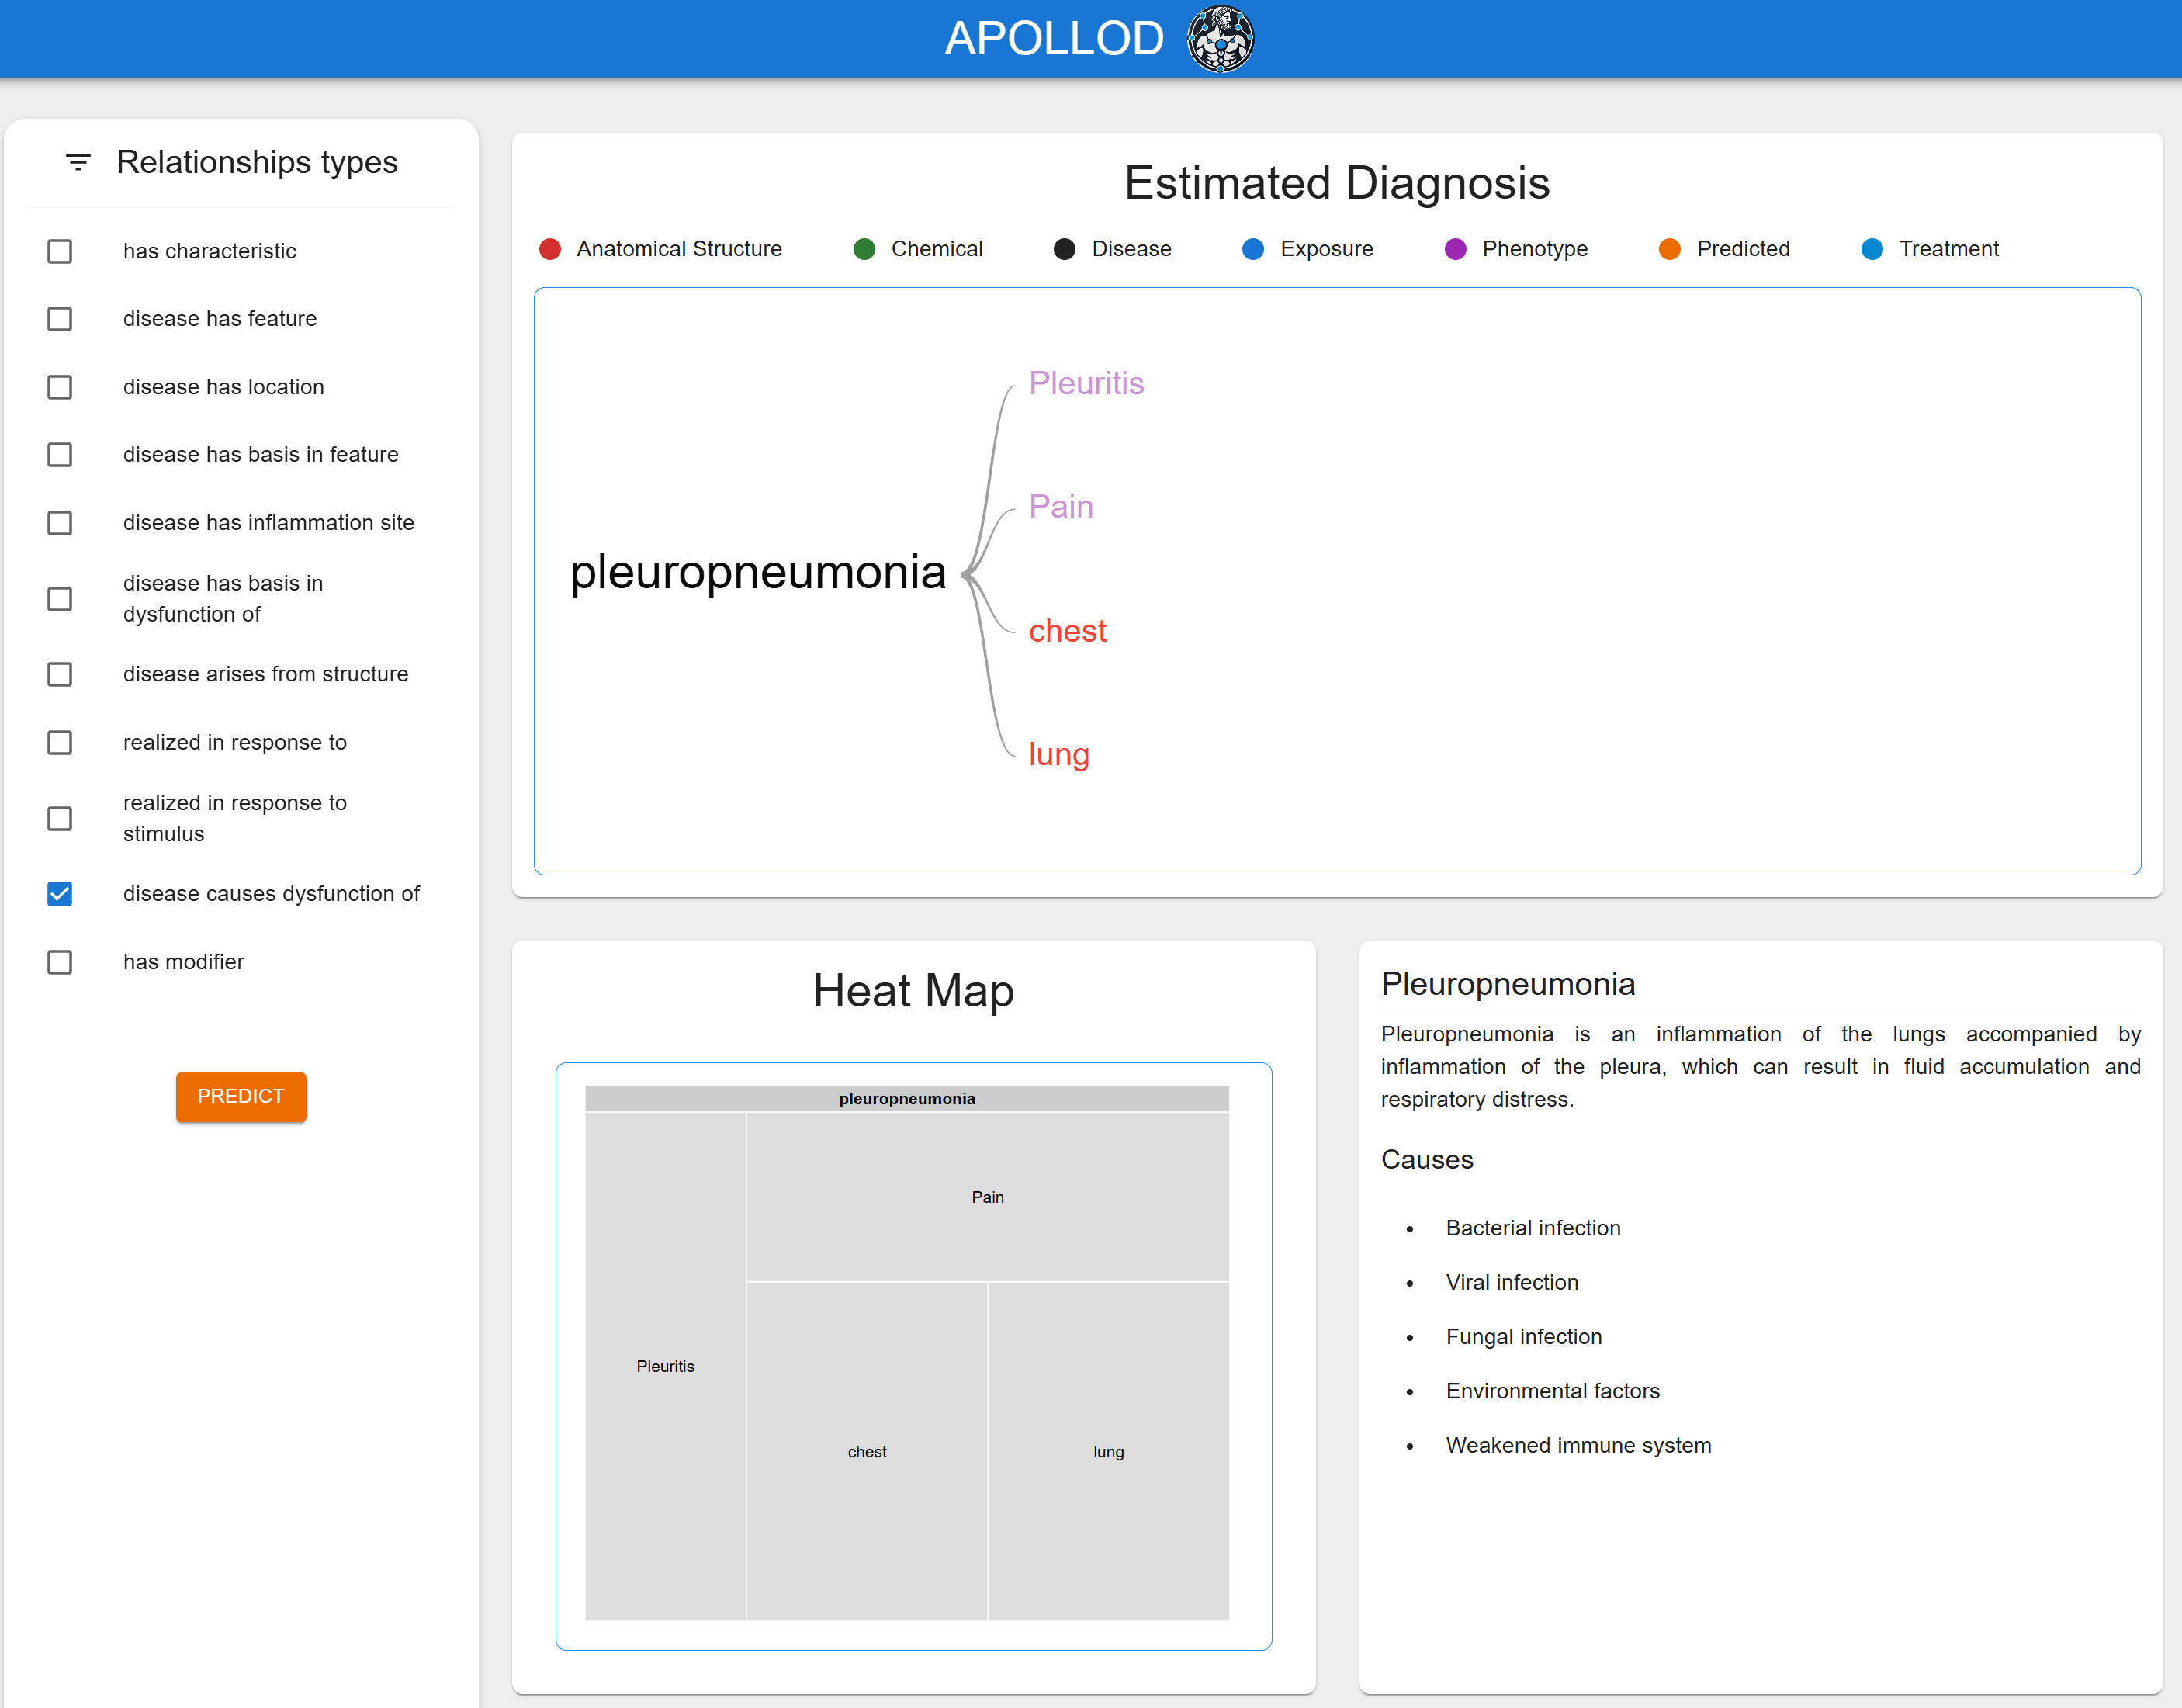 APOLLOD
Relationships types
has characteristic
disease has feature
disease has location
disease has basis in feature
disease has inflammation site
disease has basis in
dysfunction of
disease arises from structure
realized in response to
realized in response to
stimulus
disease causes dysfunction of
has modifier
PREDICT
Estimated Diagnosis
Anatomical Structure
Chemical
Disease
Exposure
Phenotype
Predicted
Treatment
pleuropneumonia
Pleuritis
Pain
chest
lung
Heat Map
pleuropneumonia
Pleuritis
Pain
chest
lung
Pleuropneumonia
Pleuropneumonia is an inflammation of the lungs accompanied by
inflammation of the pleura, which can result in fluid accumulation and
respiratory distress.
Causes
• Bacterial infection
• Viral infection
• Fungal infection
• Environmental factors
• Weakened immune system